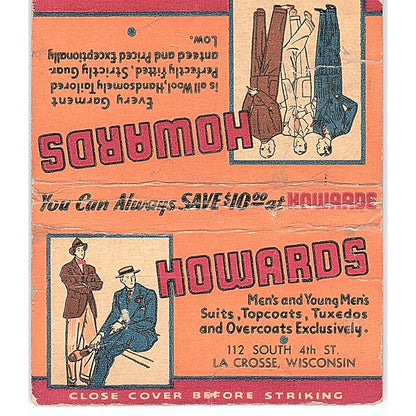 HOWARDS
Every Garment
is all Wool, Handsomely Tailored
Perfectly Fitted, Strictly Guar-
anteed and Priced Exceptionally
Low.
You Can Always SAVE $10.00 at HOWARDS
HOWARDS
Men's and Young Men's
Suits, Topcoats, Tuxedos
and Overcoats Exclusively.
112 SOUTH 4th ST.
LA CROSSE, WISCONSIN
CLOSE COVER BEFORE STRIKING